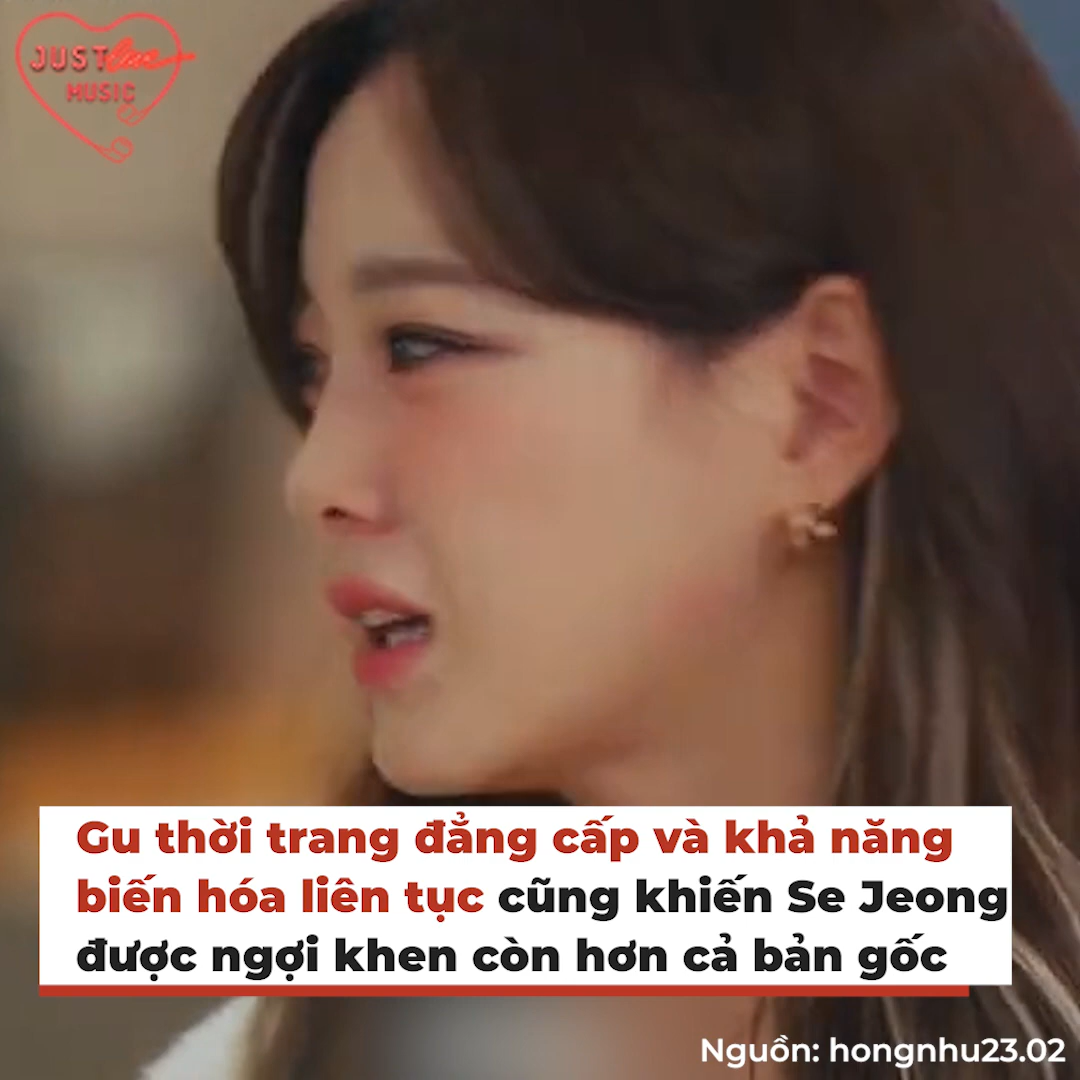 JUST love
MUSIC
Gu thời trang đẳng cấp và khả năng
biến hóa liên tục cũng khiến Se Jeong
được ngợi khen còn hơn cả bản gốc
Nguồn: hongnhu23.02